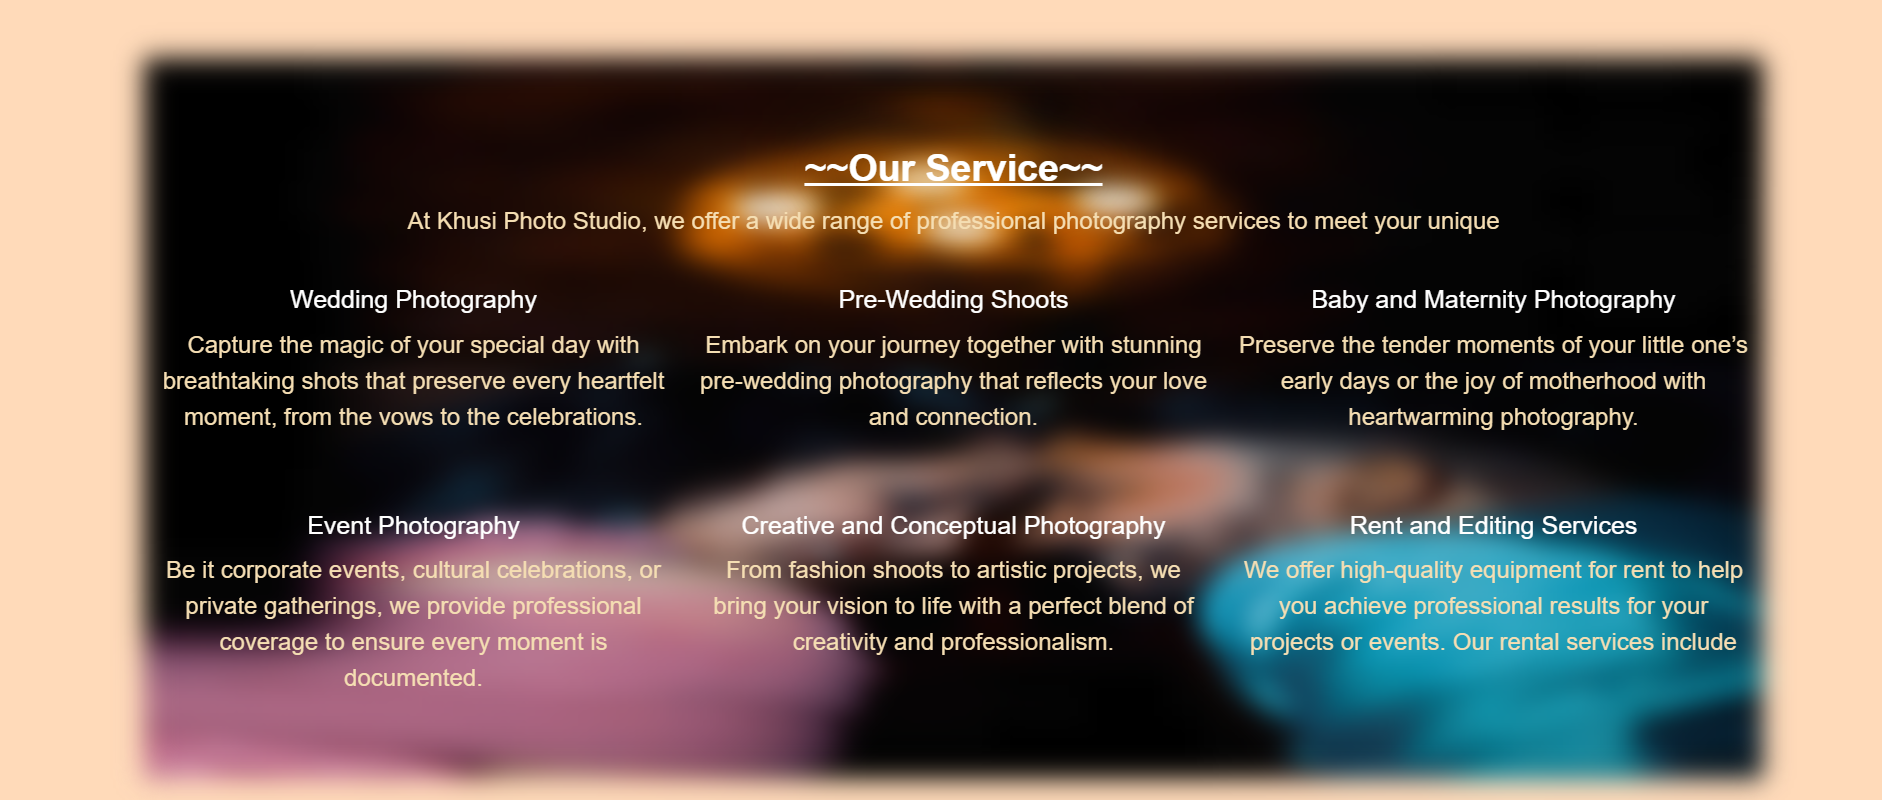 ~~Our Service~~
At Khusi Photo Studio, we offer a wide range of professional photography services to meet your unique
Wedding Photography
Capture the magic of your special day with
breathtaking shots that preserve every heartfelt
moment, from the vows to the celebrations.
Pre-Wedding Shoots
Embark on your journey together with stunning
pre-wedding photography that reflects your love
and connection.
Baby and Maternity Photography
Preserve the tender moments of your little one’s
early days or the joy of motherhood with
heartwarming photography.
Event Photography
Be it corporate events, cultural celebrations, or
private gatherings, we provide professional
coverage to ensure every moment is
documented.
Creative and Conceptual Photography
From fashion shoots to artistic projects, we
bring your vision to life with a perfect blend of
creativity and professionalism.
Rent and Editing Services
We offer high-quality equipment for rent to help
you achieve professional results for your
projects or events. Our rental services include